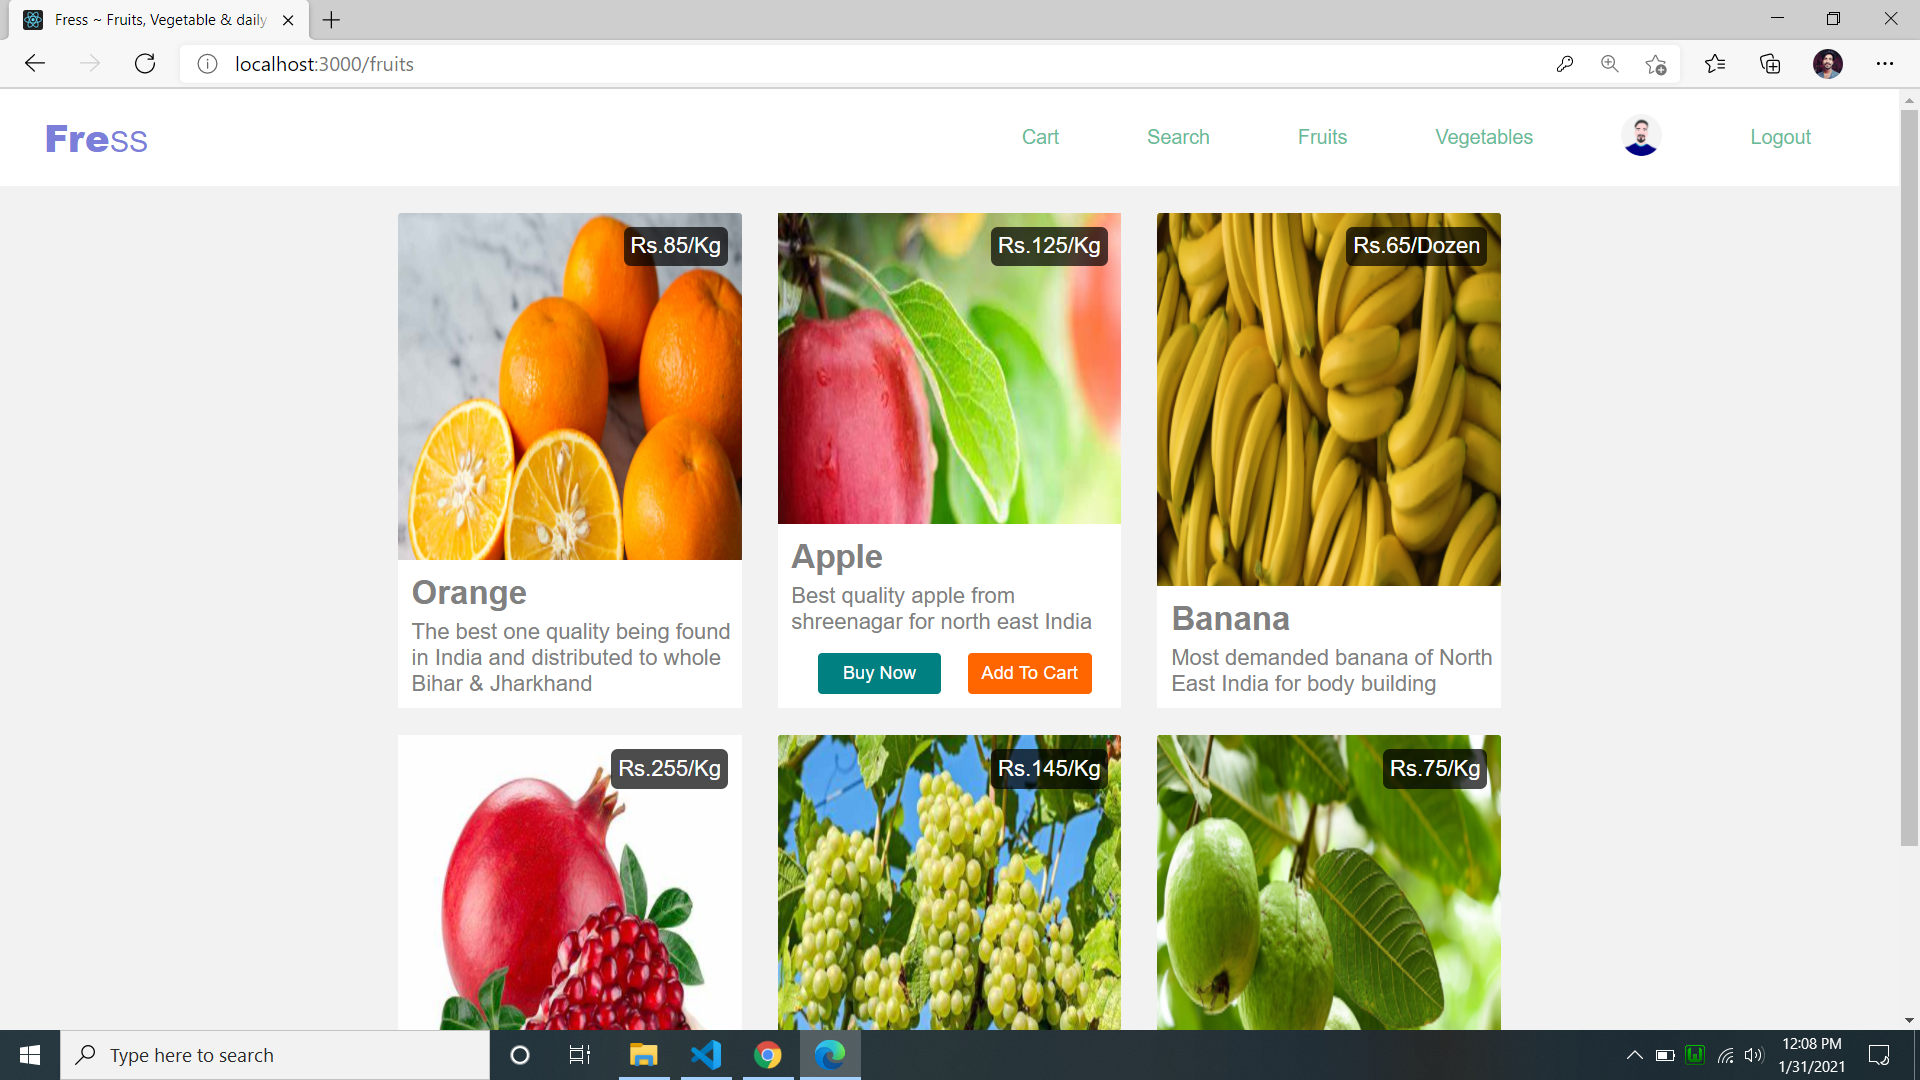 Fress ~ Fruits, Vegetable & daily
localhost:3000/fruits
Fress
Cart
Search
Fruits
Vegetables
Logout
Rs.85/Kg
Rs.125/Kg
Rs.65/Dozen
Orange
The best one quality being found
in India and distributed to whole
Bihar & Jharkhand
Apple
Best quality apple from
shreenagar for north east India
Buy Now
Add To Cart
Banana
Most demanded banana of North
East India for body building
Rs.255/Kg
Rs.145/Kg
Rs.75/Kg
Type here to search
12:08 PM
1/31/2021